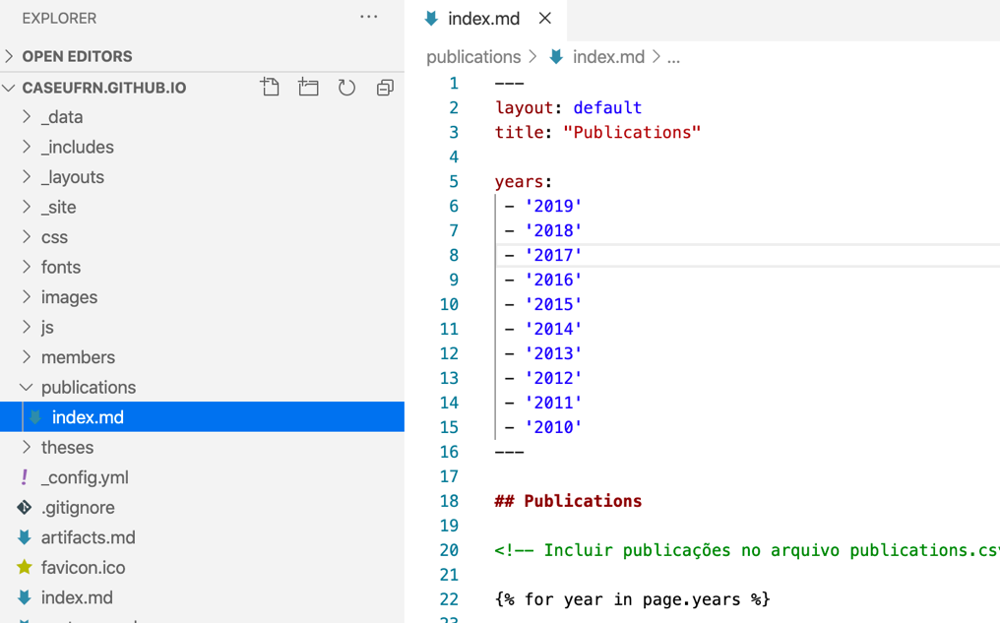 EXPLORER
...
OPEN EDITORS
CASEUFRN.GITHUB.IO
_data
_includes
_layouts
_site
css
fonts
images
js
members
publications
index.md
theses
! _config.yml
.gitignore
artifacts.md
favicon.ico
index.md
index.md
publications > index.md > ...
1 ---
2 layout: default
3 title: "Publications"
4
5 years:
6 - '2019'
7 - '2018'
8 - '2017'
9 - '2016'
10 - '2015'
11 - '2014'
12 - '2013'
13 - '2012'
14 - '2011'
15 - '2010'
16 ---
17
18 ## Publications
19
20 <!-- Incluir publicações no arquivo publications.csv
21
22 {% for year in page.years %}
23